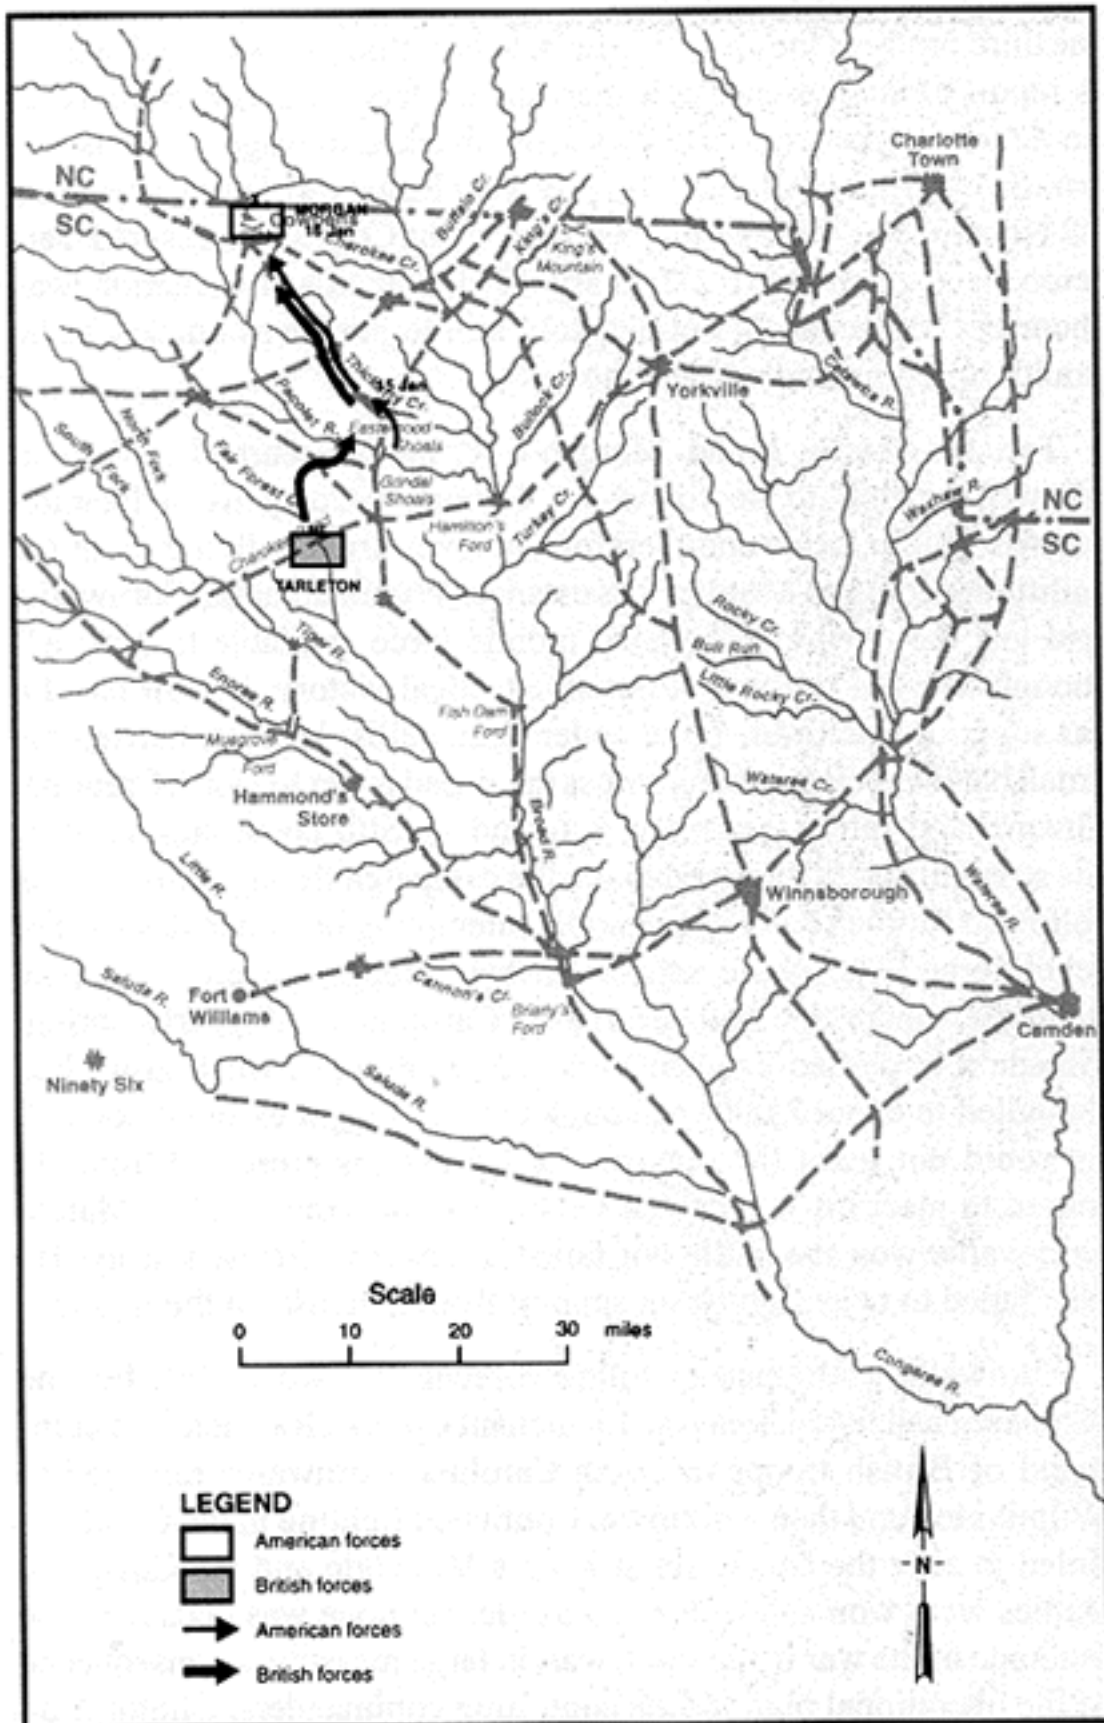 Charlotte
Town
NC
SC
MORGAN
Cowpens
15 Jan
Cherokee Cr.
Buffalo Cr.
King's Cr.
King's
Mountain
Catawba R.
Yorkville
Thicketty Cr.
15 Jan
Pacolet R.
Easterwood
Shoals
Bullock Cr.
North Fork
South
Fork
Fair Forest Cr.
Grindal
Shoals
Hamilton's
Ford
Turkey Cr.
Waxhaw R.
NC
SC
TARLETON
Tiger R.
Rocky Cr.
Bull Run
Little Rocky Cr.
Enoree R.
Musgrove
Ford
Fish Dam
Ford
Hammond's
Store
Wateree Cr.
Broad R.
Little R.
Winnsborough
Wateree R.
Saluda R.
Fort
Williams
Cannon's Cr.
Briarly's
Ford
Camden
Ninety Six
Saluda R.
Scale
0 10 20 30 miles
Congaree R.
LEGEND
American forces
British forces
American forces
British forces
N